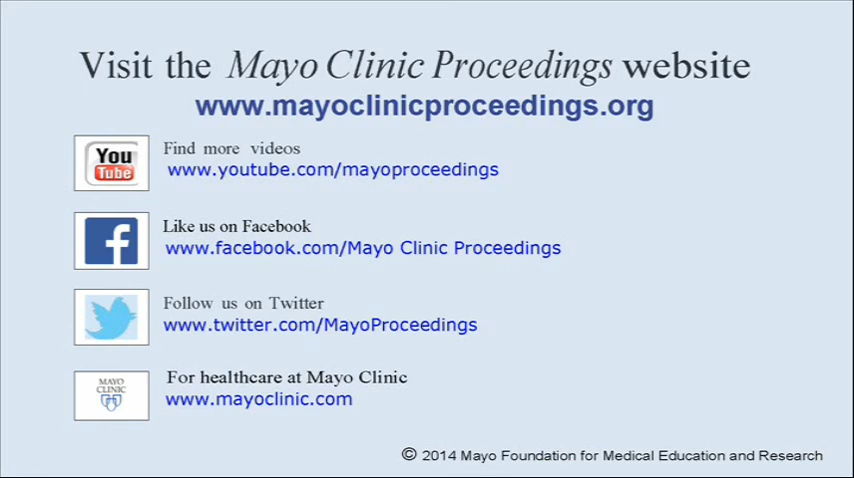 Visit the Mayo Clinic Proceedings website
www.mayoclinicproceedings.org
You
Tube
Find more videos
www.youtube.com/mayoproceedings
f
Like us on Facebook
www.facebook.com/Mayo Clinic Proceedings
Follow us on Twitter
www.twitter.com/MayoProceedings
MAYO
CLINIC
For healthcare at Mayo Clinic
www.mayoclinic.com
© 2014 Mayo Foundation for Medical Education and Research